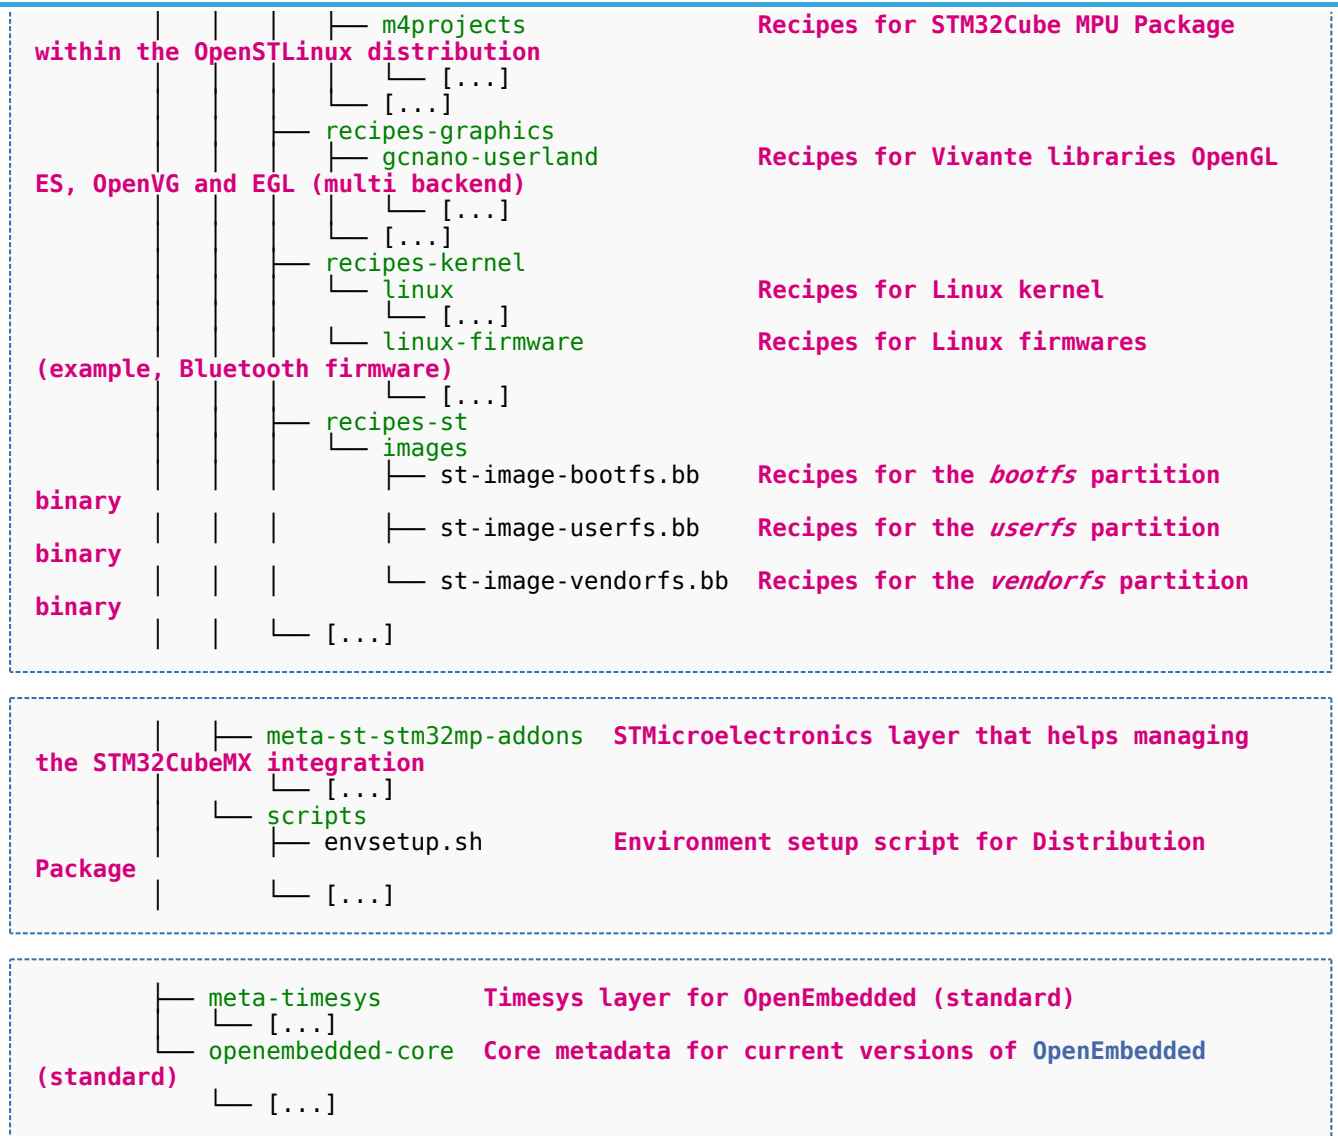 │   │   │   ├── m4projects                Recipes for STM32Cube MPU Package
within the OpenSTLinux distribution
│   │   │   │   └── [...]
│   │   │   └── [...]
│   │   ├── recipes-graphics
│   │   │   ├── gcnano-userland           Recipes for Vivante libraries OpenGL
ES, OpenVG and EGL (multi backend)
│   │   │   │   └── [...]
│   │   │   └── [...]
│   │   ├── recipes-kernel
│   │   │   └── linux                     Recipes for Linux kernel
│   │   │       └── [...]
│   │   │   └── linux-firmware            Recipes for Linux firmwares
(example, Bluetooth firmware)
│   │   │       └── [...]
│   │   ├── recipes-st
│   │   │   └── images
│   │   │       ├── st-image-bootfs.bb    Recipes for the bootfs partition
binary
│   │   │       ├── st-image-userfs.bb    Recipes for the userfs partition
binary
│   │   │       └── st-image-vendorfs.bb  Recipes for the vendorfs partition
binary
│   │   └── [...]
│   ├── meta-st-stm32mp-addons  STMicroelectronics layer that helps managing
the STM32CubeMX integration
│   │   └── [...]
│   └── scripts
│       ├── envsetup.sh         Environment setup script for Distribution
Package
│       └── [...]
├── meta-timesys       Timesys layer for OpenEmbedded (standard)
│   └── [...]
└── openembedded-core  Core metadata for current versions of OpenEmbedded
(standard)
    └── [...]